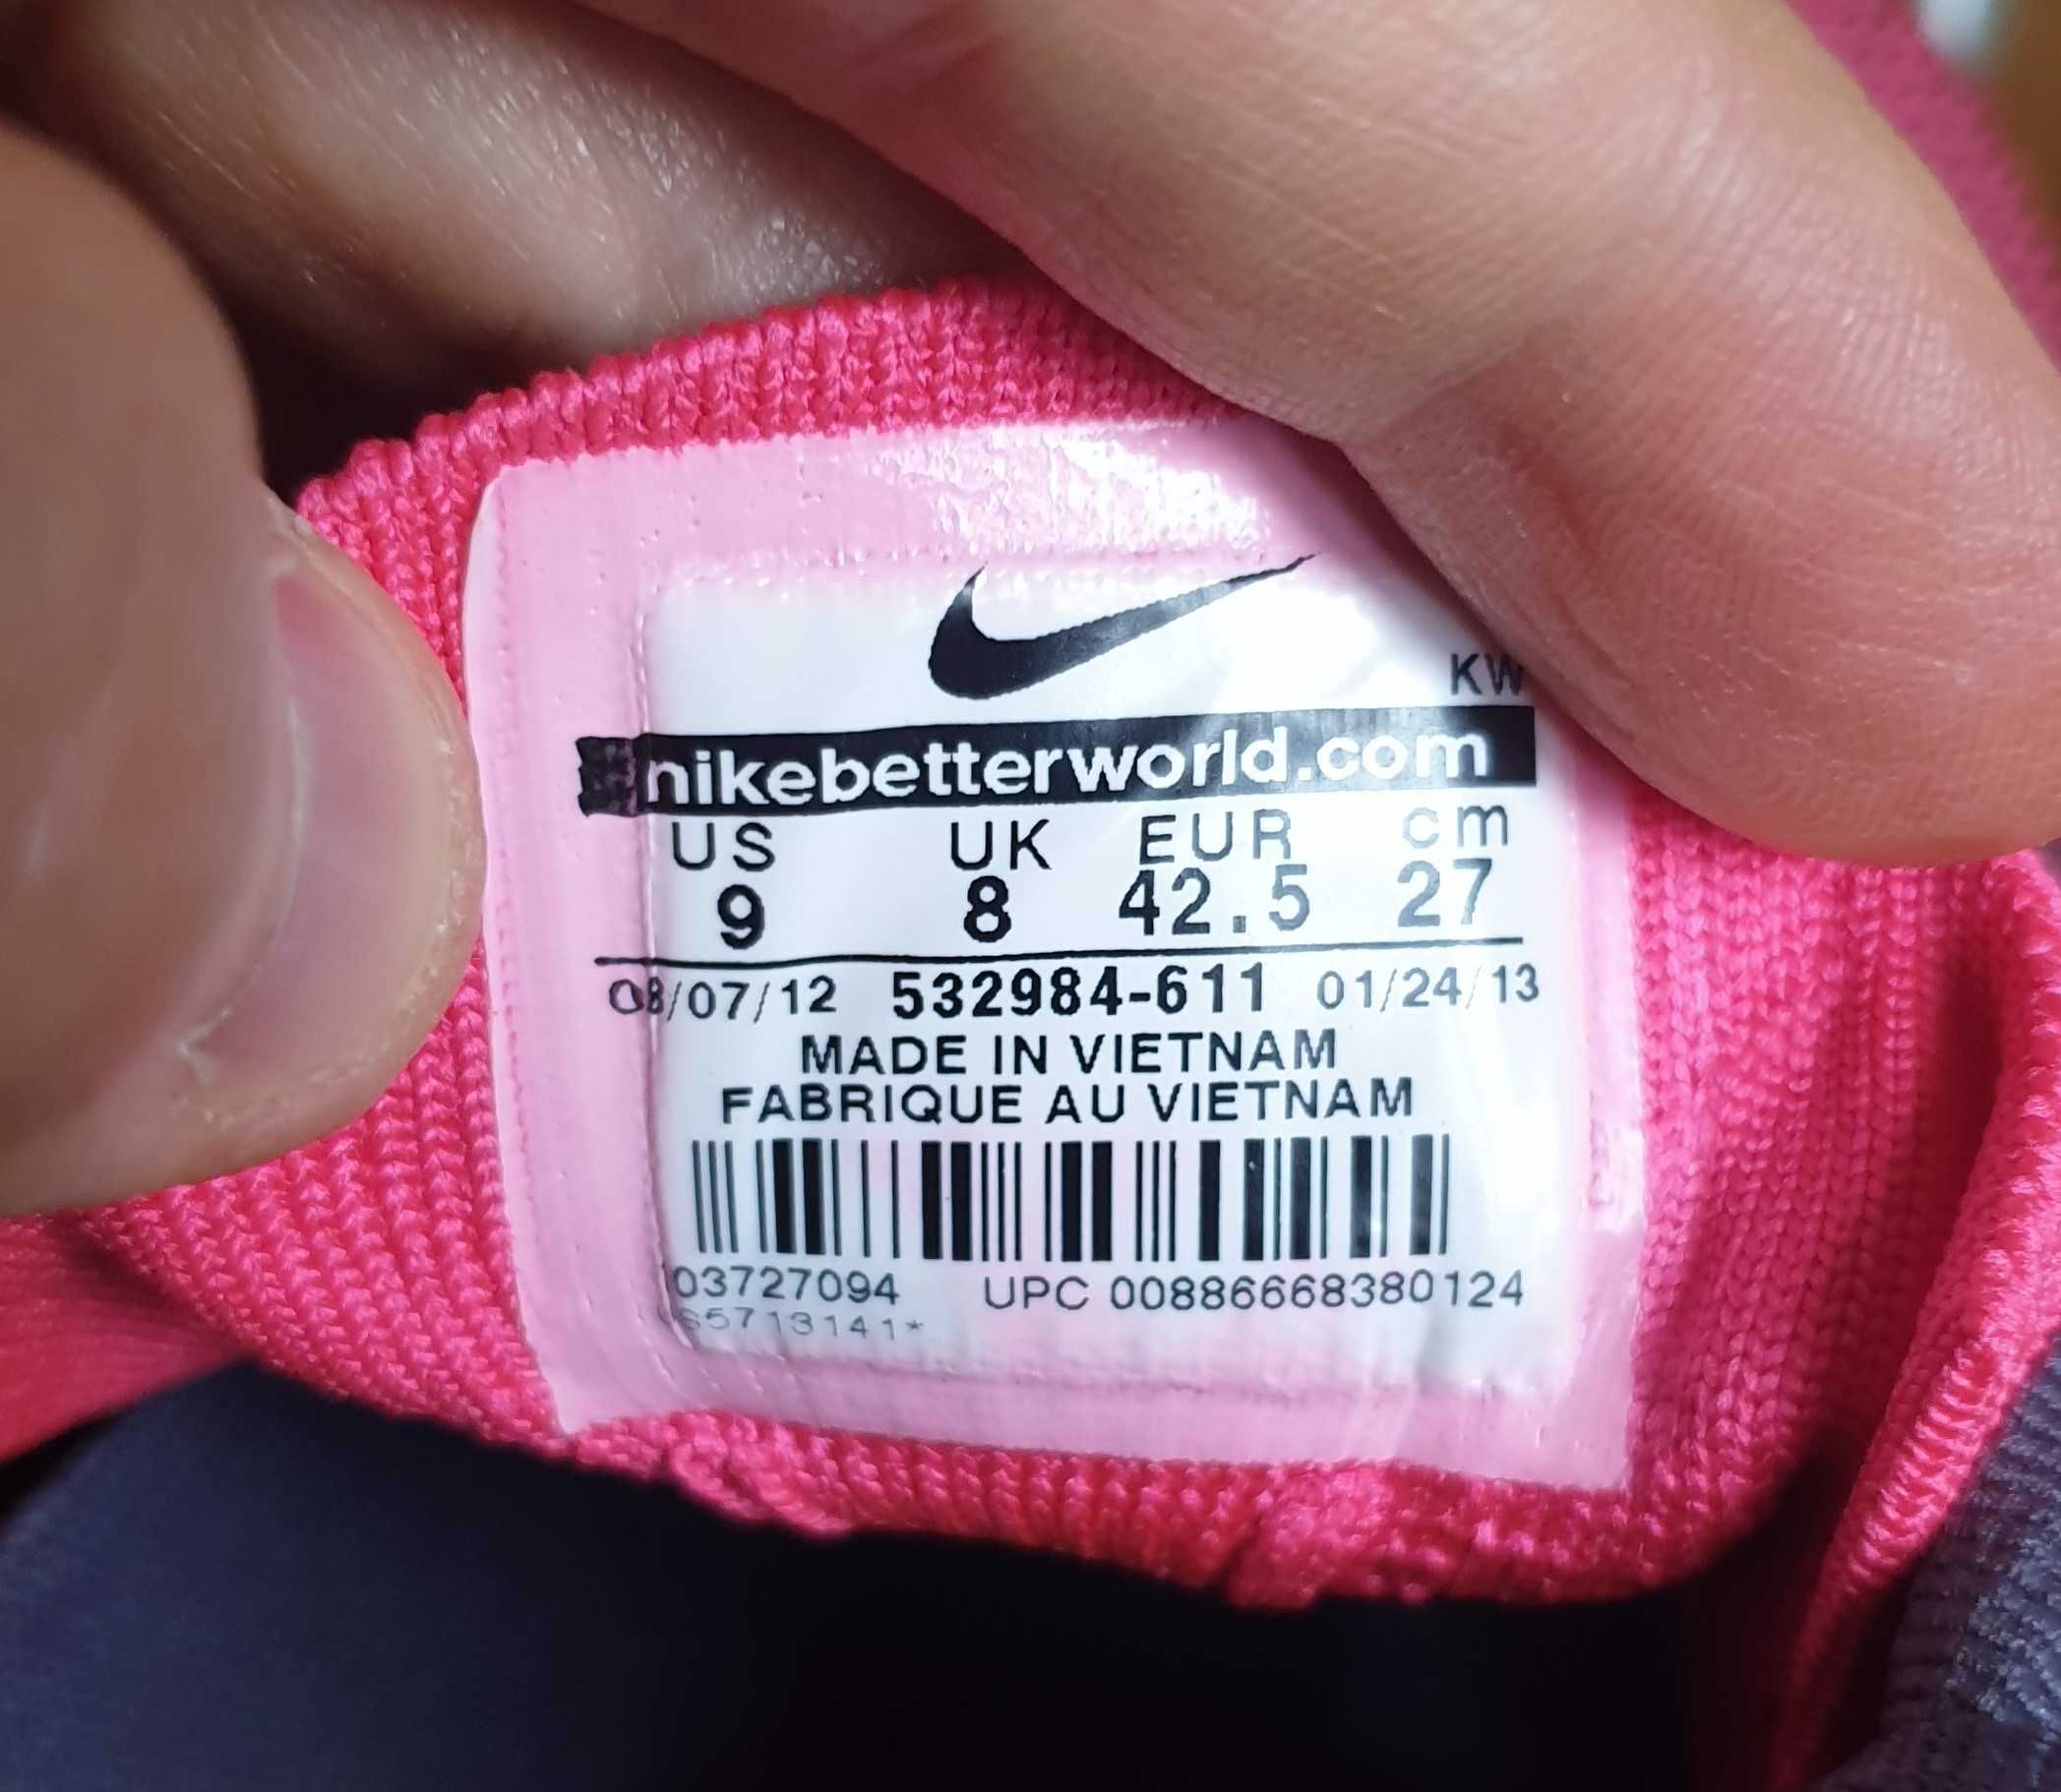 KW
nikebetterworld.com
US UK EUR cm
9 8 42.5 27
08/07/12 532984-611 01/24/13
MADE IN VIETNAM
FABRIQUE AU VIETNAM
03727094 UPC 00886668380124